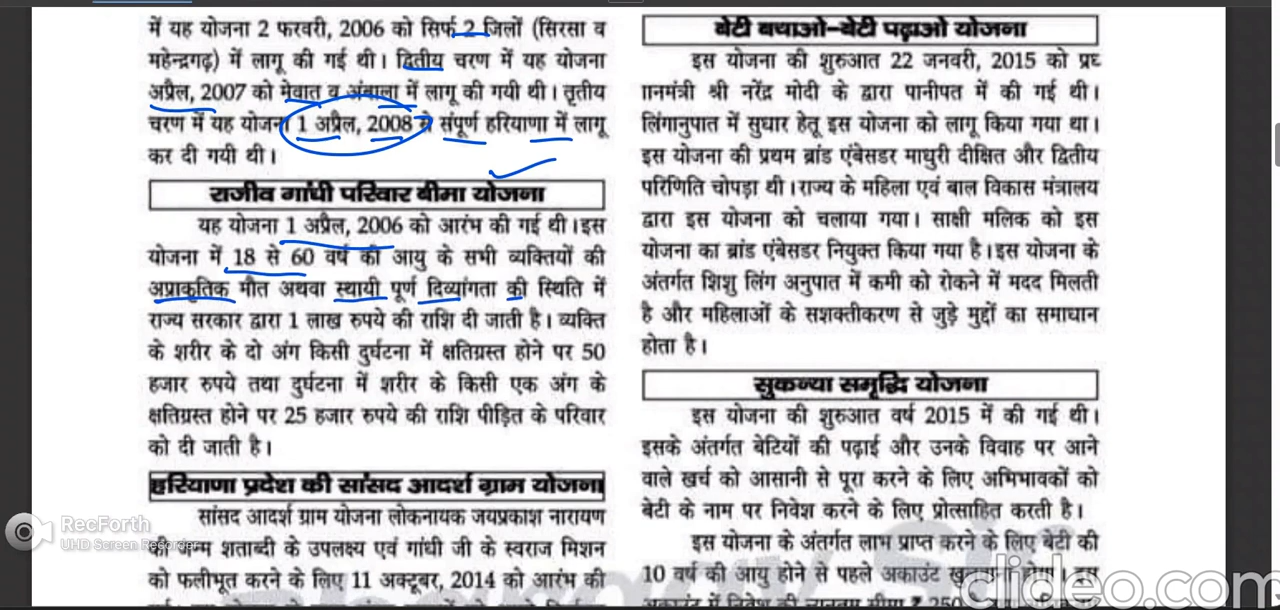 में यह योजना 2 फरवरी, 2006 को सिर्फ 2 जिलों (सिरसा व
महेन्द्रगढ़) में लागू की गई थी। द्वितीय चरण में यह योजना
अप्रैल, 2007 को मेवात व अंबाला में लागू की गयी थी। तृतीय
चरण में यह योजना 1 अप्रैल, 2008 से संपूर्ण हरियाणा में लागू
कर दी गयी थी।
राजीव गांधी परिवार बीमा योजना
यह योजना 1 अप्रैल, 2006 को आरंभ की गई थी। इस
योजना में 18 से 60 वर्ष की आयु के सभी व्यक्तियों की
अप्राकृतिक मौत अथवा स्थायी पूर्ण दिव्यांगता की स्थिति में
राज्य सरकार द्वारा 1 लाख रुपये की राशि दी जाती है। व्यक्ति
के शरीर के दो अंग किसी दुर्घटना में क्षतिग्रस्त होने पर 50
हजार रुपये तथा दुर्घटना में शरीर के किसी एक अंग के
क्षतिग्रस्त होने पर 25 हजार रुपये की राशि पीड़ित के परिवार
को दी जाती है।
हरियाणा प्रदेश की सांसद आदर्श ग्राम योजना
सांसद आदर्श ग्राम योजना लोकनायक जयप्रकाश नारायण
की जन्म शताब्दी के उपलक्ष्य एवं गांधी जी के स्वराज मिशन
को फलीभूत करने के लिए 11 अक्टूबर, 2014 को आरंभ की
बेटी बचाओ-बेटी पढ़ाओ योजना
इस योजना की शुरुआत 22 जनवरी, 2015 को प्रध
ानमंत्री श्री नरेंद्र मोदी के द्वारा पानीपत में की गई थी।
लिंगानुपात में सुधार हेतू इस योजना को लागू किया गया था।
इस योजना की प्रथम ब्रांड एंबेसडर माधुरी दीक्षित और द्वितीय
परिणिति चोपड़ा थी। राज्य के महिला एवं बाल विकास मंत्रालय
द्वारा इस योजना को चलाया गया। साक्षी मलिक को इस
योजना का ब्रांड एंबेसडर नियुक्त किया गया है। इस योजना के
अंतर्गत शिशु लिंग अनुपात में कमी को रोकने में मदद मिलती
है और महिलाओं के सशक्तीकरण से जुड़े मुद्दों का समाधान
होता है।
सुकन्या समृद्धि योजना
इस योजना की शुरुआत वर्ष 2015 में की गई थी।
इसके अंतर्गत बेटियों की पढ़ाई और उनके विवाह पर आने
वाले खर्च को आसानी से पूरा करने के लिए अभिभावकों को
बेटी के नाम पर निवेश करने के लिए प्रोत्साहित करती है।
इस योजना के अंतर्गत लाभ प्राप्त करने के लिए बेटी की
10 वर्ष की आयु होने से पहले अकाउंट
RecForth
UHD Screen Recorder
clideo.com